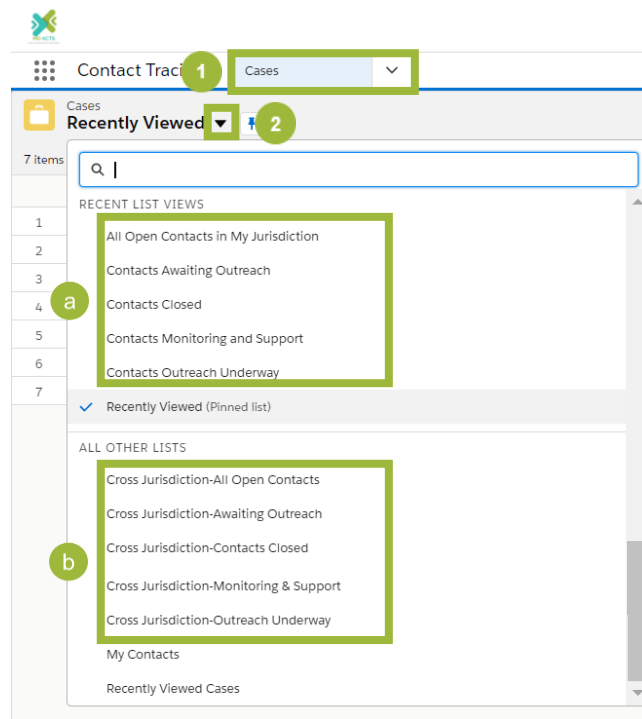 MO ACTS
Contact Traci
1
Cases
Cases
Recently Viewed
2
7 items
RECENT LIST VIEWS
1
All Open Contacts in My Jurisdiction
2
Contacts Awaiting Outreach
3
a
4
Contacts Closed
5
Contacts Monitoring and Support
6
Contacts Outreach Underway
7
Recently Viewed (Pinned list)
ALL OTHER LISTS
Cross Jurisdiction-All Open Contacts
Cross Jurisdiction-Awaiting Outreach
b
Cross Jurisdiction-Contacts Closed
Cross Jurisdiction-Monitoring & Support
Cross Jurisdiction-Outreach Underway
My Contacts
Recently Viewed Cases